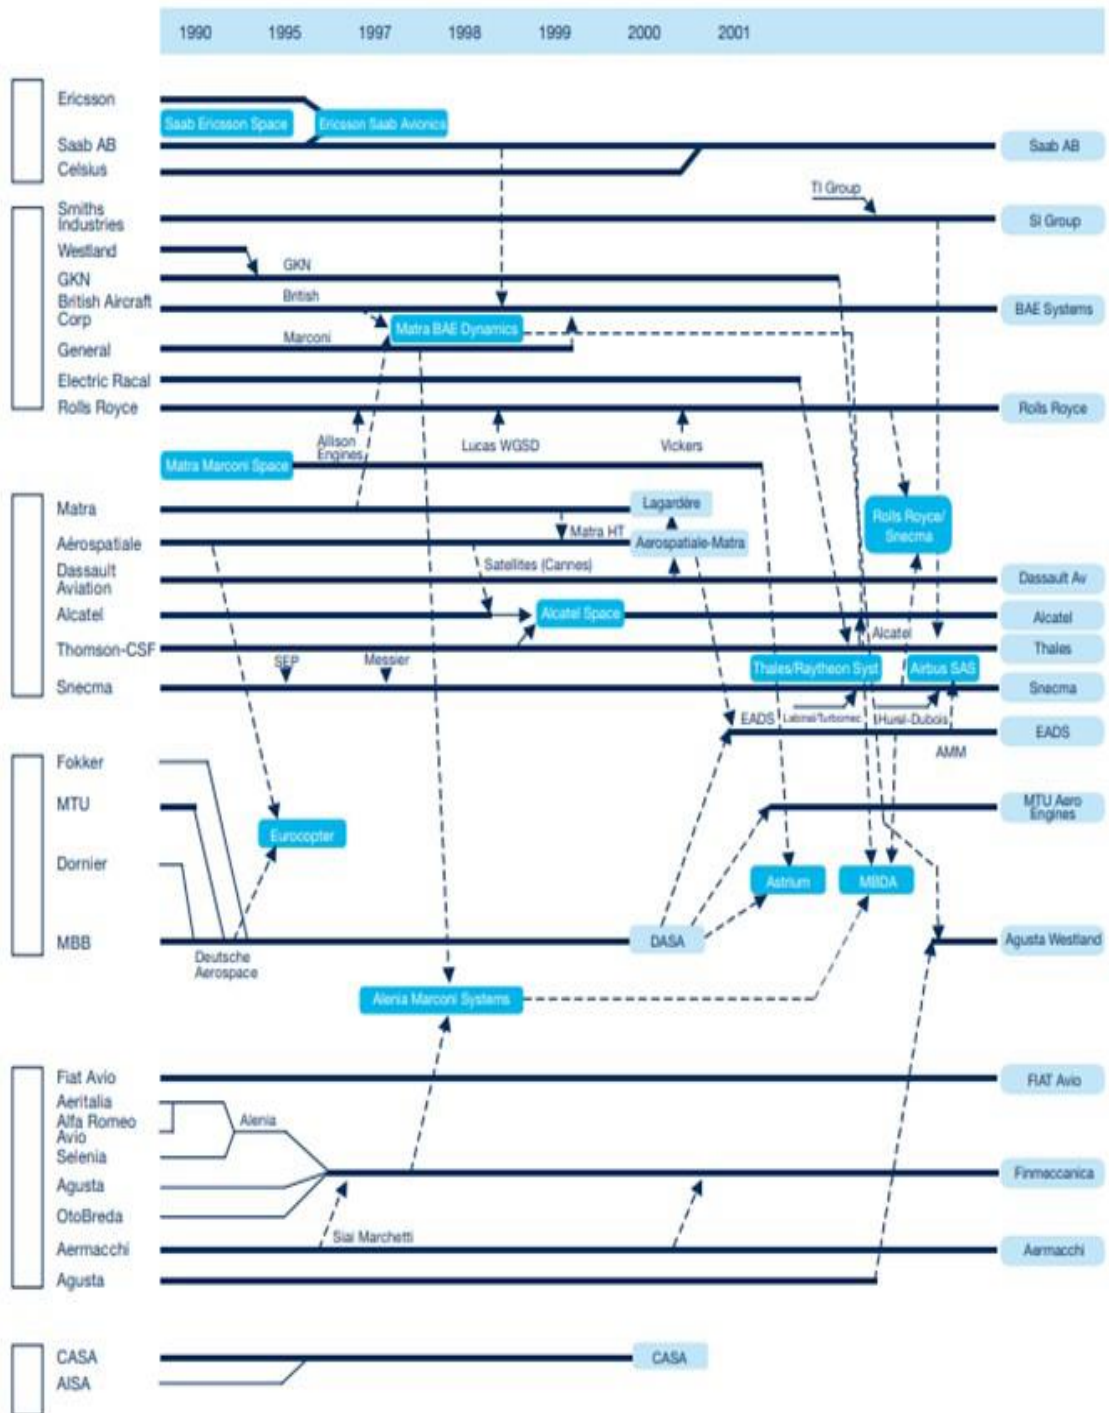 1990 1995 1997 1998 1999 2000 2001
Ericsson
Saab Ericsson Space
Ericsson Saab Avionics
Saab AB
Saab AB
Celsius
TI Group
Smiths
Industries
SI Group
Westland
GKN
GKN
British Aircraft
Corp
British
BAE Systems
Matra BAE Dynamics
Marconi
General
Electric Racal
Rolls Royce
Rolls Royce
Allison
Engines
Lucas WGSD
Vickers
Matra Marconi Space
Matra
Lagardère
Rolls Royce/
Snecma
Matra HT
Aérospatiale
Aerospatiale-Matra
Satellites (Cannes)
Dassault
Aviation
Dassault Av
Alcatel
Alcatel Space
Alcatel
Alcatel
Thomson-CSF
Thales
SEP
Messier
Thales/Raytheon Syst
Airbus SAS
Snecma
Snecma
EADS
Labinal/Turbomec
Hurel-Dubois
EADS
AMM
Fokker
MTU
MTU Aero
Engines
Eurocopter
Dornier
Astrium
MBDA
MBB
DASA
Agusta Westland
Deutsche
Aerospace
Alenia Marconi Systems
Fiat Avio
FIAT Avio
Aeritalia
Alfa Romeo
Avio
Alenia
Selenia
Agusta
Finmeccanica
OtoBreda
Siai Marchetti
Aermacchi
Aermacchi
Agusta
CASA
CASA
AISA